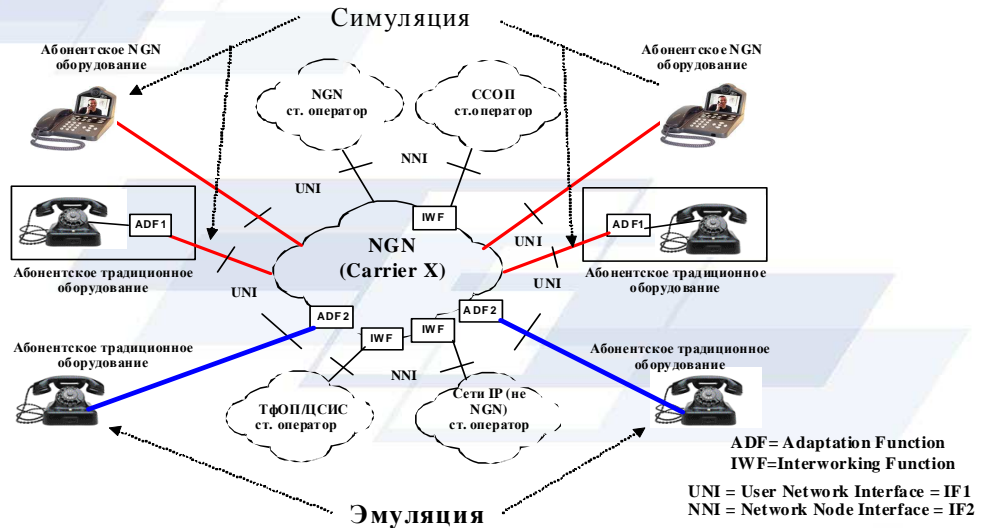 Симуляция
Абонентское NGN
оборудование
Абонентское NGN
оборудование
NGN
ст. оператор
ССОП
ст.оператор
NNI
UNI
IWF
UNI
ADF1
NGN
(Carrier X)
ADF1
Абонентское традиционное
оборудование
UNI
UNI
Абонентское традиционное
оборудование
ADF2
ADF2
IWF
IWF
Абонентское традиционное
оборудование
NNI
Абонентское традиционное
оборудование
ТфОП/ЦСИС
ст. оператор
Сети IP (не
NGN)
ст. оператор
ADF= Adaptation Function
IWF=Interworking Function
UNI = User Network Interface = IF1
NNI = Network Node Interface = IF2
Эмуляция